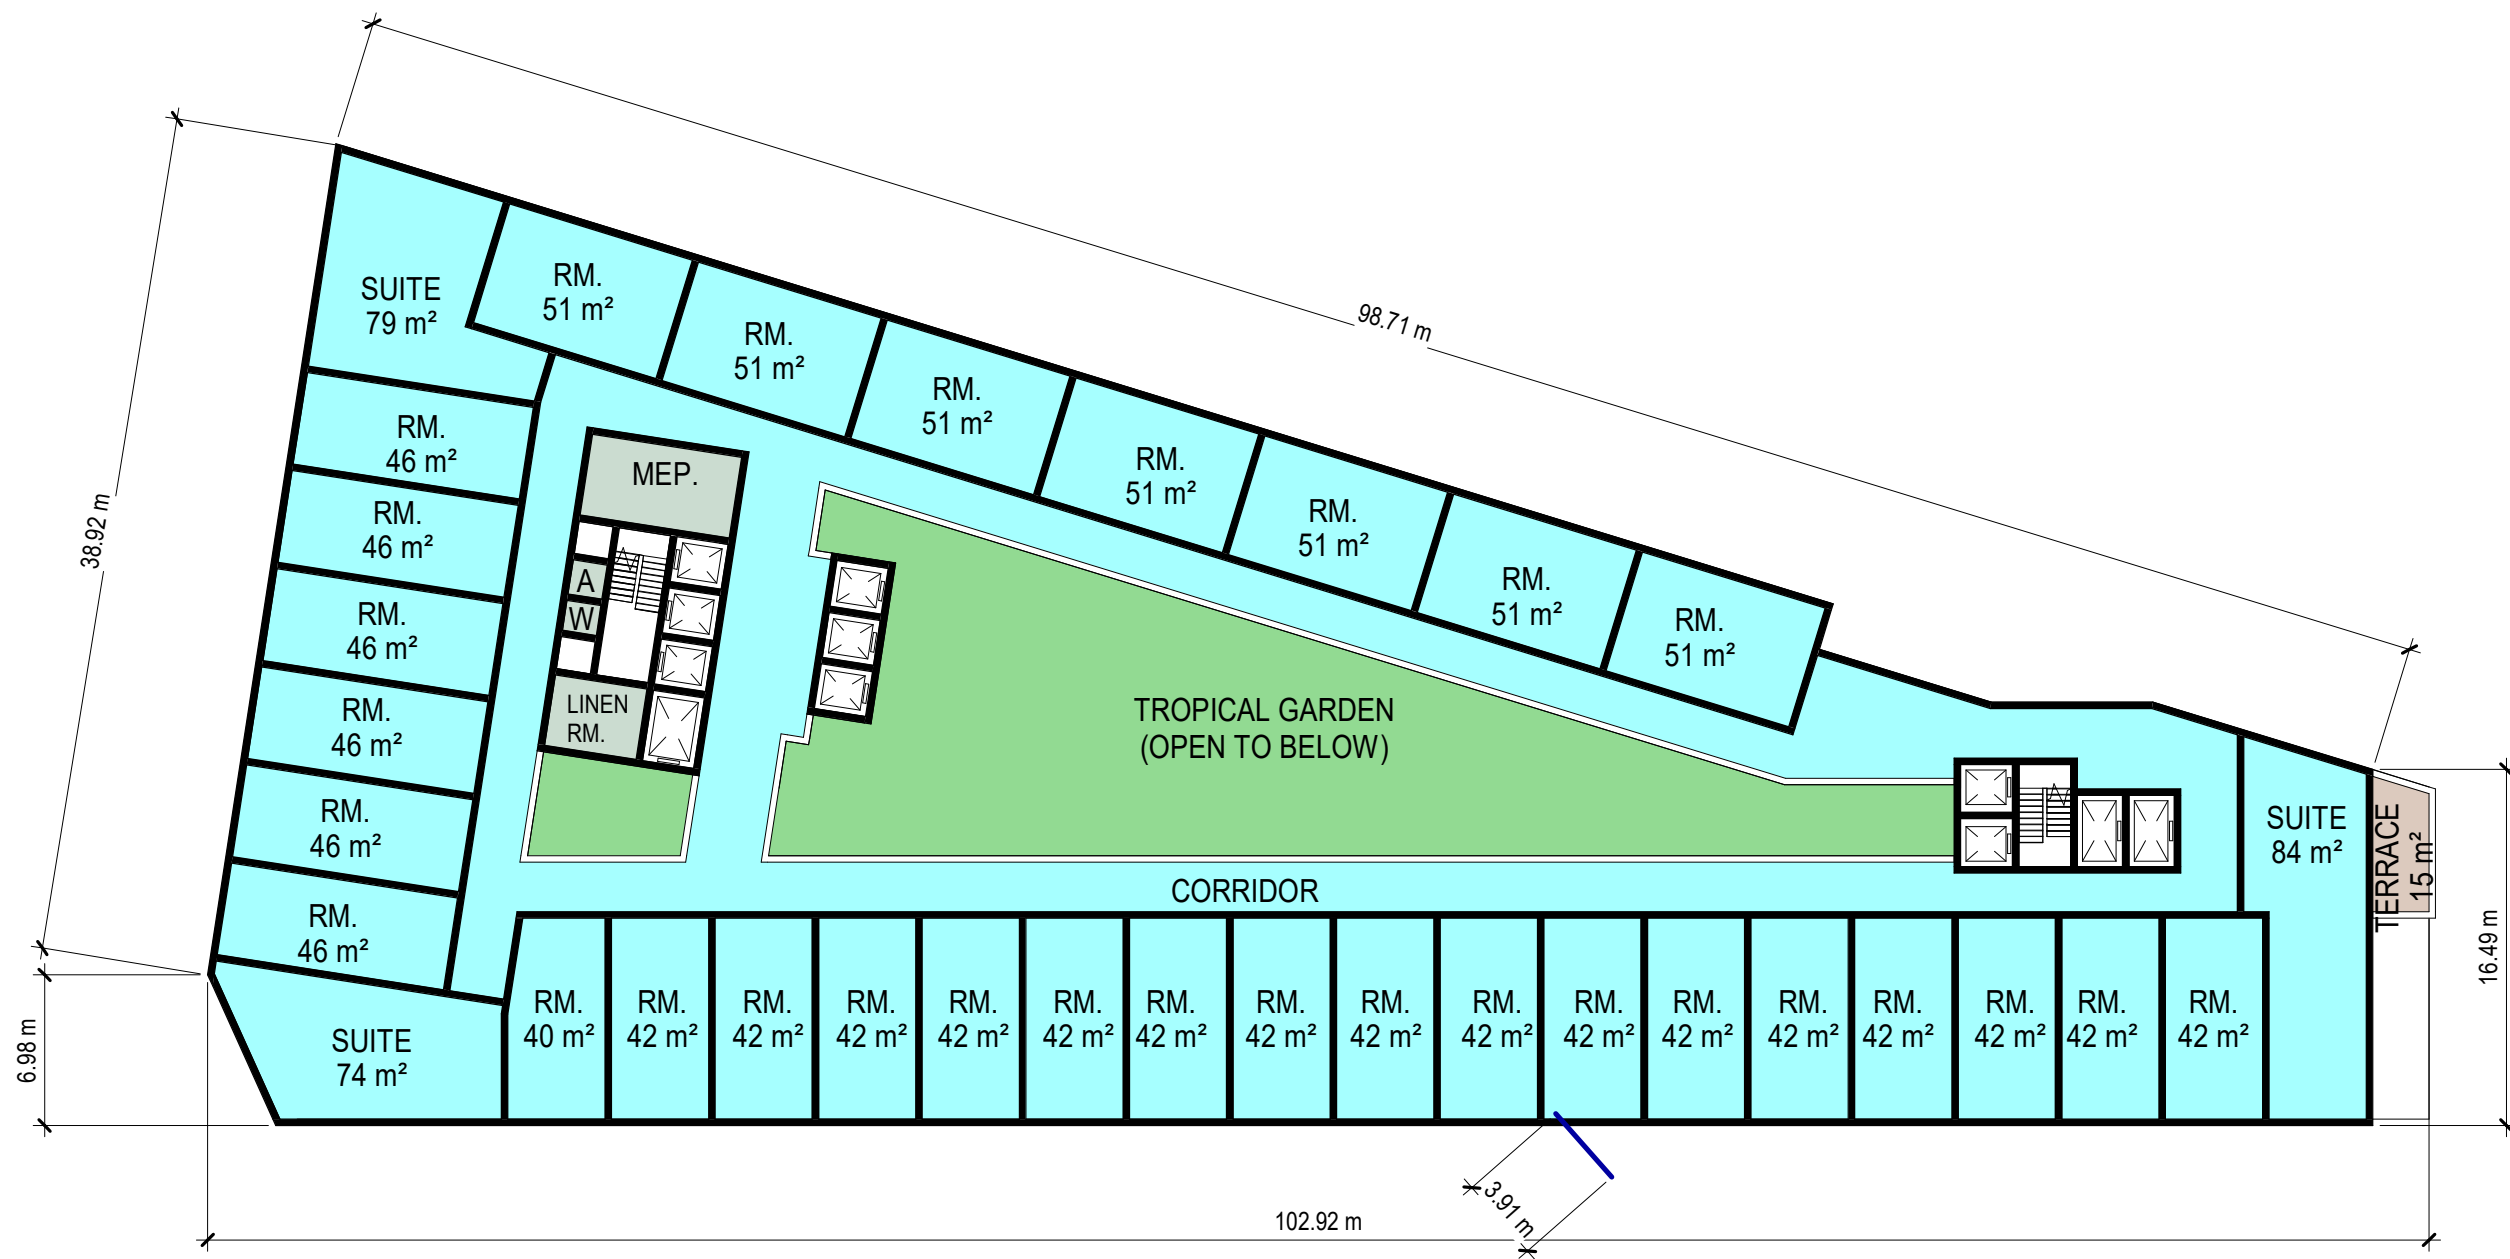 98.71 m
38.92 m
SUITE
79 m²
RM.
51 m²
RM.
51 m²
RM.
51 m²
RM.
51 m²
RM.
51 m²
RM.
51 m²
RM.
51 m²
RM.
46 m²
RM.
46 m²
RM.
46 m²
RM.
46 m²
RM.
46 m²
RM.
46 m²
MEP.
A
W
LINEN
RM.
TROPICAL GARDEN
(OPEN TO BELOW)
CORRIDOR
SUITE
84 m²
TERRACE
15 m²
16.49 m
SUITE
74 m²
RM.
40 m²
RM.
42 m²
RM.
42 m²
RM.
42 m²
RM.
42 m²
RM.
42 m²
RM.
42 m²
RM.
42 m²
RM.
42 m²
RM.
42 m²
RM.
42 m²
RM.
42 m²
RM.
42 m²
RM.
42 m²
RM.
42 m²
RM.
42 m²
RM.
42 m²
6.98 m
3.91 m
102.92 m